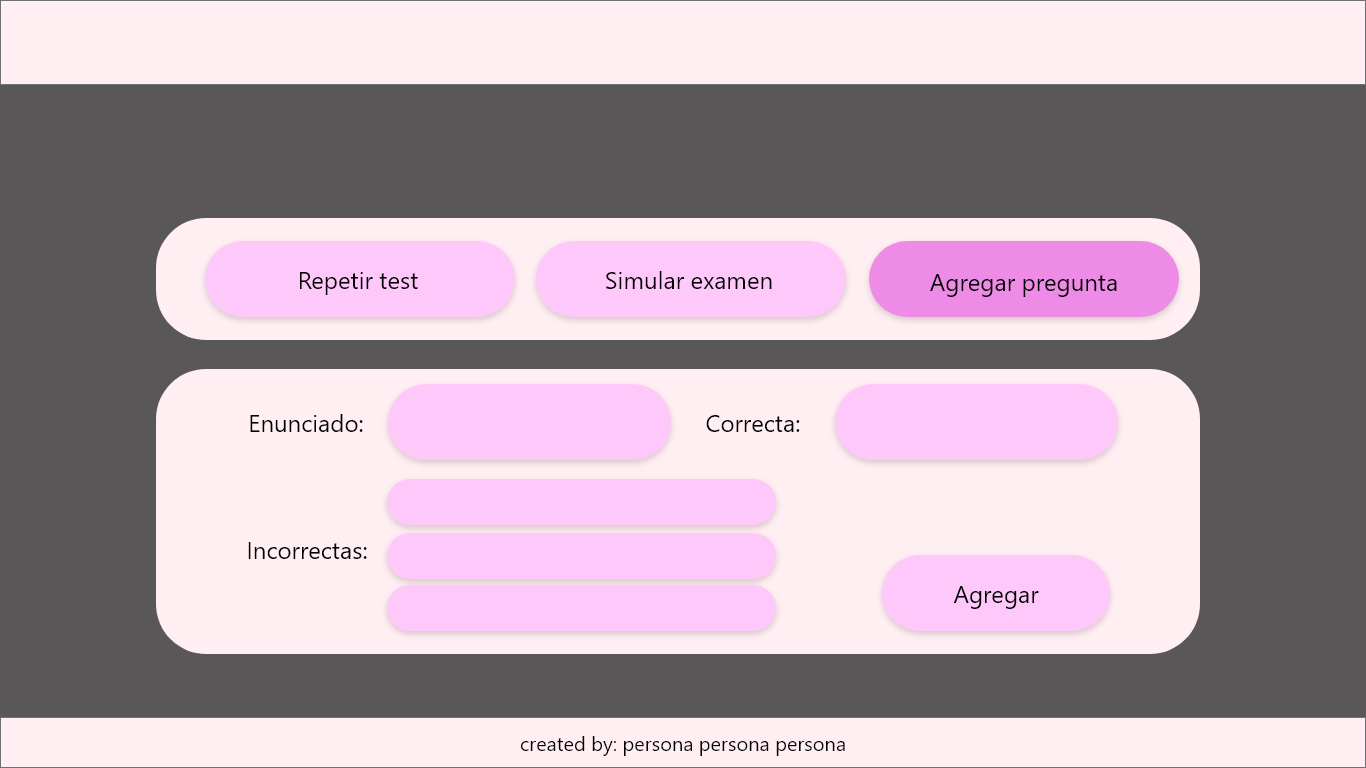 Repetir test
Simular examen
Agregar pregunta
Enunciado:
Correcta:
Incorrectas:
Agregar
created by: persona persona persona